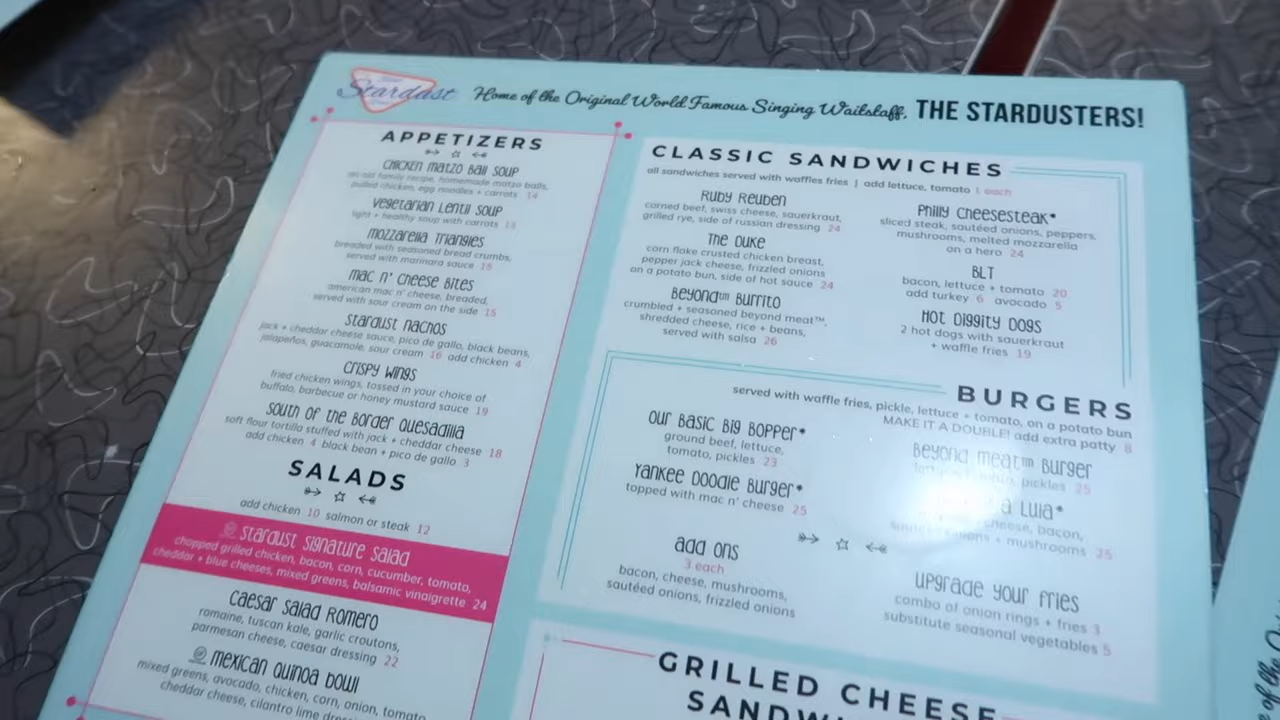 Stardust
Home of the Original World Famous Singing Waitstaff, THE STARDUSTERS!
APPETIZERS
CHICKEN MATZO BALL SOUP
an old family recipe, homemade matzo balls,
pulled chicken, egg noodles + carrots 14
VEGETARIAN LENTIL SOUP
light + healthy soup with carrots 13
MOZZARELLA TRIANGLES
breaded with seasoned bread crumbs,
served with marinara sauce 15
MAC N' CHEESE BITES
american mac n' cheese, breaded,
served with sour cream on the side 15
STARDUST NACHOS
jack + cheddar cheese sauce, pico de gallo, black beans,
jalapeños, guacamole, sour cream 16 add chicken 4
CRISPY WINGS
fried chicken wings, tossed in your choice of
buffalo, barbecue or honey mustard sauce 19
SOUTH OF THE BORDER QUESADILLA
soft flour tortilla stuffed with jack + cheddar cheese 18
add chicken 4 black bean + pico de gallo 3
SALADS
add chicken 10 salmon or steak 12
STARDUST SIGNATURE SALAD
chopped grilled chicken, bacon, corn, cucumber, tomato,
cheddar + blue cheeses, mixed greens, balsamic vinaigrette 24
CAESAR SALAD ROMERO
romaine, tuscan kale, garlic croutons,
parmesan cheese, caesar dressing 22
MEXICAN QUINOA BOWL
mixed greens, avocado, chicken, corn, onion, tomato
cheddar cheese, cilantro lime
CLASSIC SANDWICHES
all sandwiches served with waffles fries | add lettuce, tomato 1 each
RUBY REUBEN
corned beef, swiss cheese, sauerkraut,
grilled rye, side of russian dressing 24
THE DUKE
corn flake crusted chicken breast,
pepper jack cheese, frizzled onions
on a potato bun, side of hot sauce 24
BEYOND™ BURRITO
crumbled + seasoned beyond meat™,
shredded cheese, rice + beans,
served with salsa 26
PHILLY CHEESESTEAK*
sliced steak, sautéed onions, peppers,
mushrooms, melted mozzarella
on a hero 24
BLT
bacon, lettuce + tomato 20
add turkey 6 avocado 5
HOT DIGGITY DOGS
2 hot dogs with sauerkraut
+ waffle fries 19
BURGERS
served with waffle fries, pickle, lettuce + tomato, on a potato bun
MAKE IT A DOUBLE! add extra patty 8
OUR BASIC BIG BOPPER*
ground beef, lettuce,
tomato, pickles 23
YANKEE DOODLE BURGER*
topped with mac n' cheese 25
BEYOND MEAT™ BURGER
pickles 25
LUIA*
cheese, bacon,
onions + mushrooms 25
ADD ONS
3 each
bacon, cheese, mushrooms,
sautéed onions, frizzled onions
UPGRADE YOUR FRIES
combo of onion rings + fries 3
substitute seasonal vegetables 5
GRILLED CHEESE